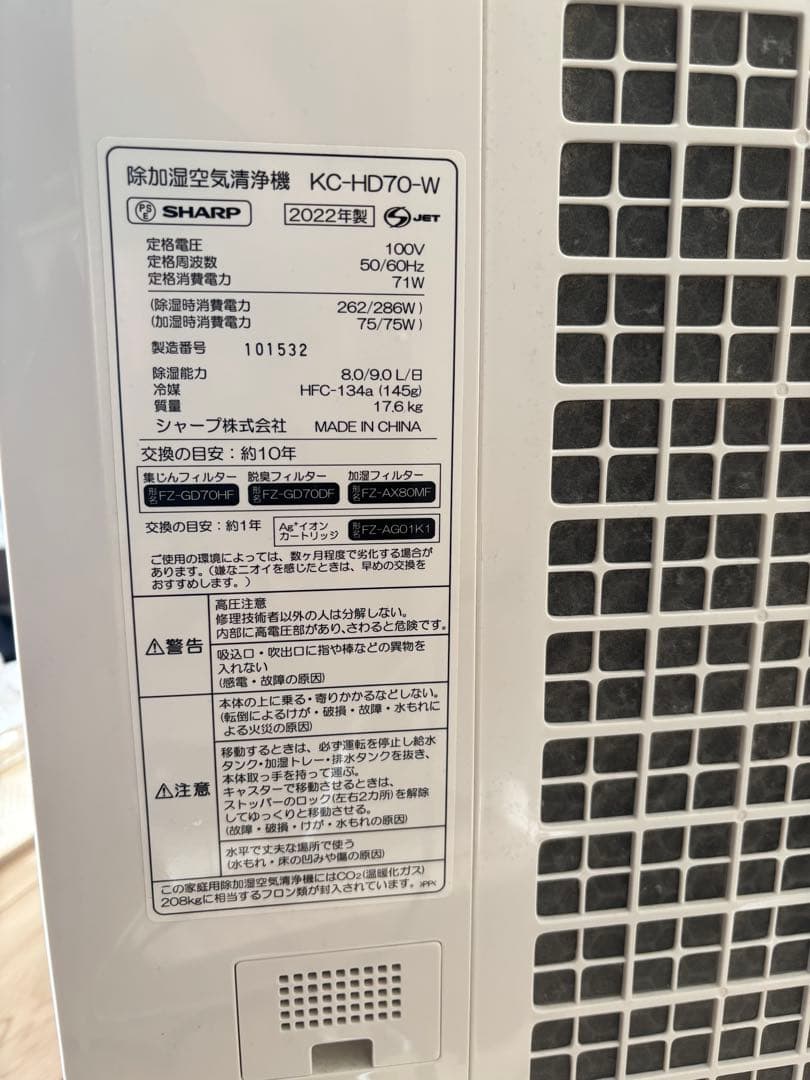 除加湿空気清浄機 KC-HD70-W
PSE SHARP 2022年製 S JET
定格電圧 100V
定格周波数 50/60Hz
定格消費電力 71W
(除湿時消費電力 262/286W)
(加湿時消費電力 75/75W)
製造番号 101532
除湿能力 8.0/9.0 L/日
冷媒 HFC-134a (145g)
質量 17.6 kg
シャープ株式会社 MADE IN CHINA
交換の目安:約10年
集じんフィルター 脱臭フィルター 加湿フィルター
形名 FZ-GD70HF 形名 FZ-GD70DF 形名 FZ-AX80MF
交換の目安:約1年 Ag⁺イオンカートリッジ 形名 FZ-AG01K1
ご使用の環境によっては、数ヶ月程度で劣化する場合が
あります。(嫌なニオイを感じたときは、早めの交換を
おすすめします。)
⚠警告
高圧注意
修理技術者以外の人は分解しない。
内部に高電圧部があり、さわると危険です。
吸込口・吹出口に指や棒などの異物を
入れない
(感電・故障の原因)
⚠注意
本体の上に乗る・寄りかかるなどしない。
(転倒によるけが・破損・故障・水もれに
よる火災の原因)
移動するときは、必ず運転を停止し給水
タンク・加湿トレー・排水タンクを抜き、
本体取っ手を持って運ぶ。
キャスターで移動させるときは、
ストッパーのロック(左右2カ所)を解除
してゆっくりと移動させる。
(故障・破損・けが・水もれの原因)
水平で丈夫な場所で使う
(水もれ・床の凹みや傷の原因)
この家庭用除加湿空気清浄機にはCO₂(温暖化ガス)
208kgに相当するフロン類が封入されています。>PP<